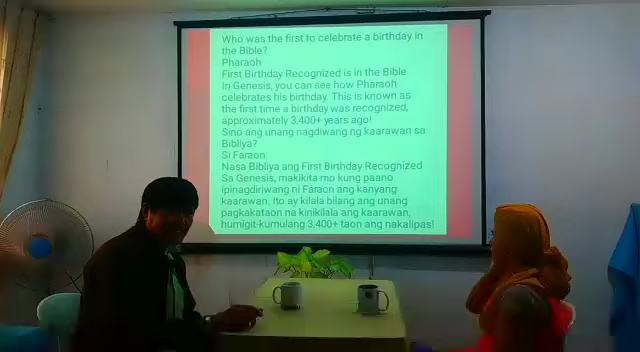 Who was the first to celebrate a birthday in
the Bible?
Pharaoh
First Birthday Recognized is in the Bible
In Genesis, you can see how Pharaoh
celebrates his birthday. This is known as
the first time a birthday was recognized,
approximately 3,400+ years ago!
Sino ang unang nagdiwang ng kaarawan sa
Bibliya?
Si Faraon
Nasa Bibliya ang First Birthday Recognized
Sa Genesis, makikita mo kung paano
ipinagdiriwang ni Faraon ang kanyang
kaarawan. Ito ay kilala bilang ang unang
pagkakataon na kinikilala ang kaarawan,
humigit-kumulang 3,400+ taon ang nakalipas!